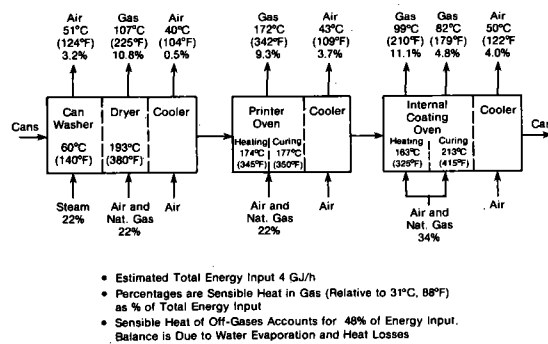 Air
51°C
(124°F)
3.2%
Gas
107°C
(225°F)
10.8%
Air
40°C
(104°F)
0.5%
Gas
172°C
(342°F)
9.3%
Air
43°C
(109°F)
3.7%
Gas
99°C
(210°F)
11.1%
Gas
82°C
(179°F)
4.8%
Air
50°C
(122°F
4.0%
Cans
Can
Washer
60°C
(140°F)
Dryer
193°C
(380°F)
Cooler
Printer
Oven
Heating
174°C
(345°F)
Curing
177°C
(350°F)
Cooler
Internal
Coating
Oven
Heating
163°C
(325°F)
Curing
213°C
(415°F)
Cooler
Can
Steam
22%
Air and
Nat. Gas
22%
Air
Air and
Nat. Gas
22%
Air
Air and
Nat. Gas
34%
Air
• Estimated Total Energy Input 4 GJ/h
• Percentages are Sensible Heat in Gas (Relative to 31°C, 88°F)
as % of Total Energy Input
• Sensible Heat of Off-Gases Accounts for 48% of Energy Input.
Balance is Due to Water Evaporation and Heat Losses